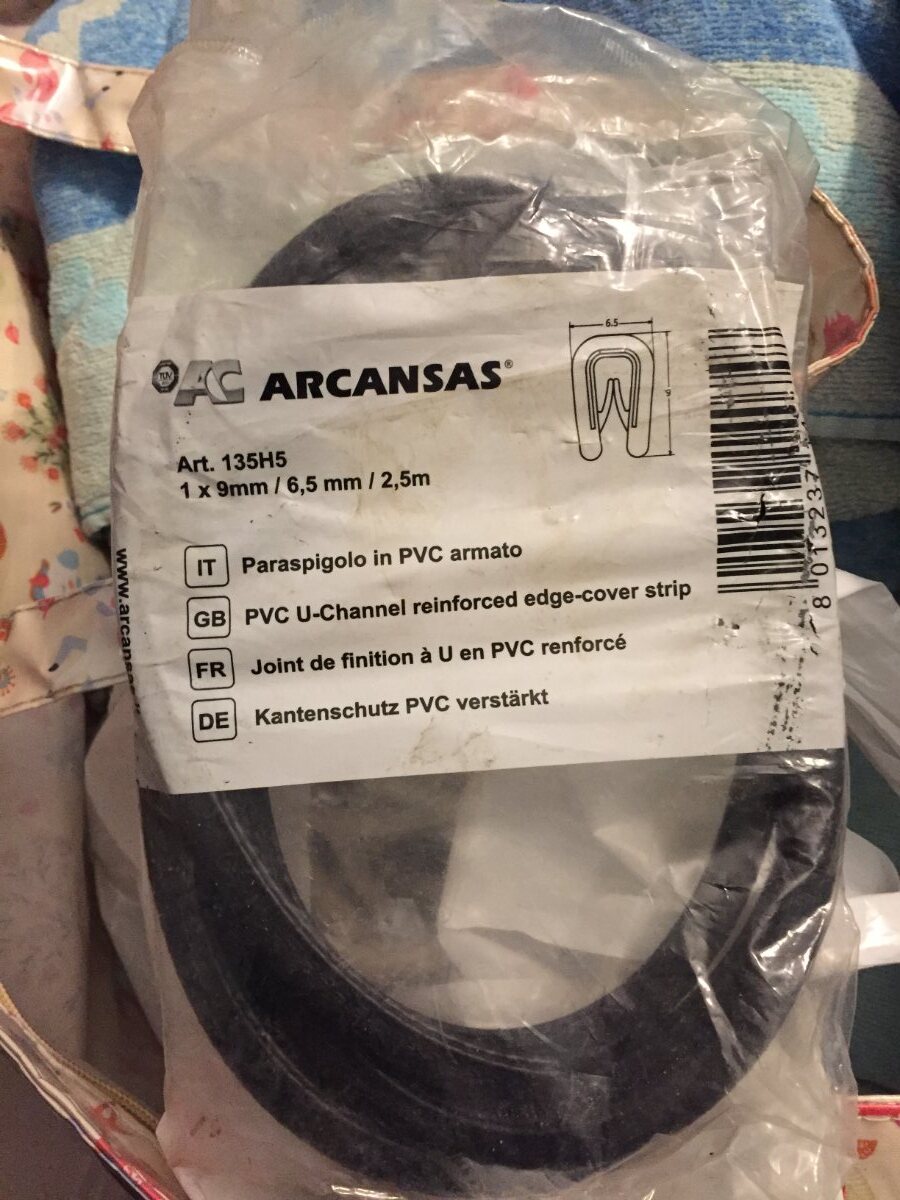 TÜV
AC ARCANSAS®
Art. 135H5
1 x 9mm / 6,5 mm / 2,5m
IT Paraspigolo in PVC armato
GB PVC U-Channel reinforced edge-cover strip
FR Joint de finition à U en PVC renforcé
DE Kantenschutz PVC verstärkt
6.5
9
8 013237